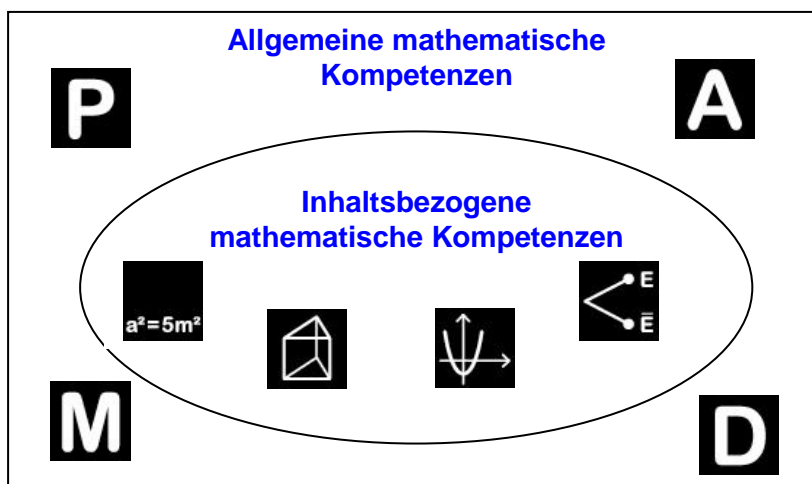 Allgemeine mathematische
Kompetenzen
P
A
Inhaltsbezogene
mathematische Kompetenzen
a²=5m²
E
Ē
M
D